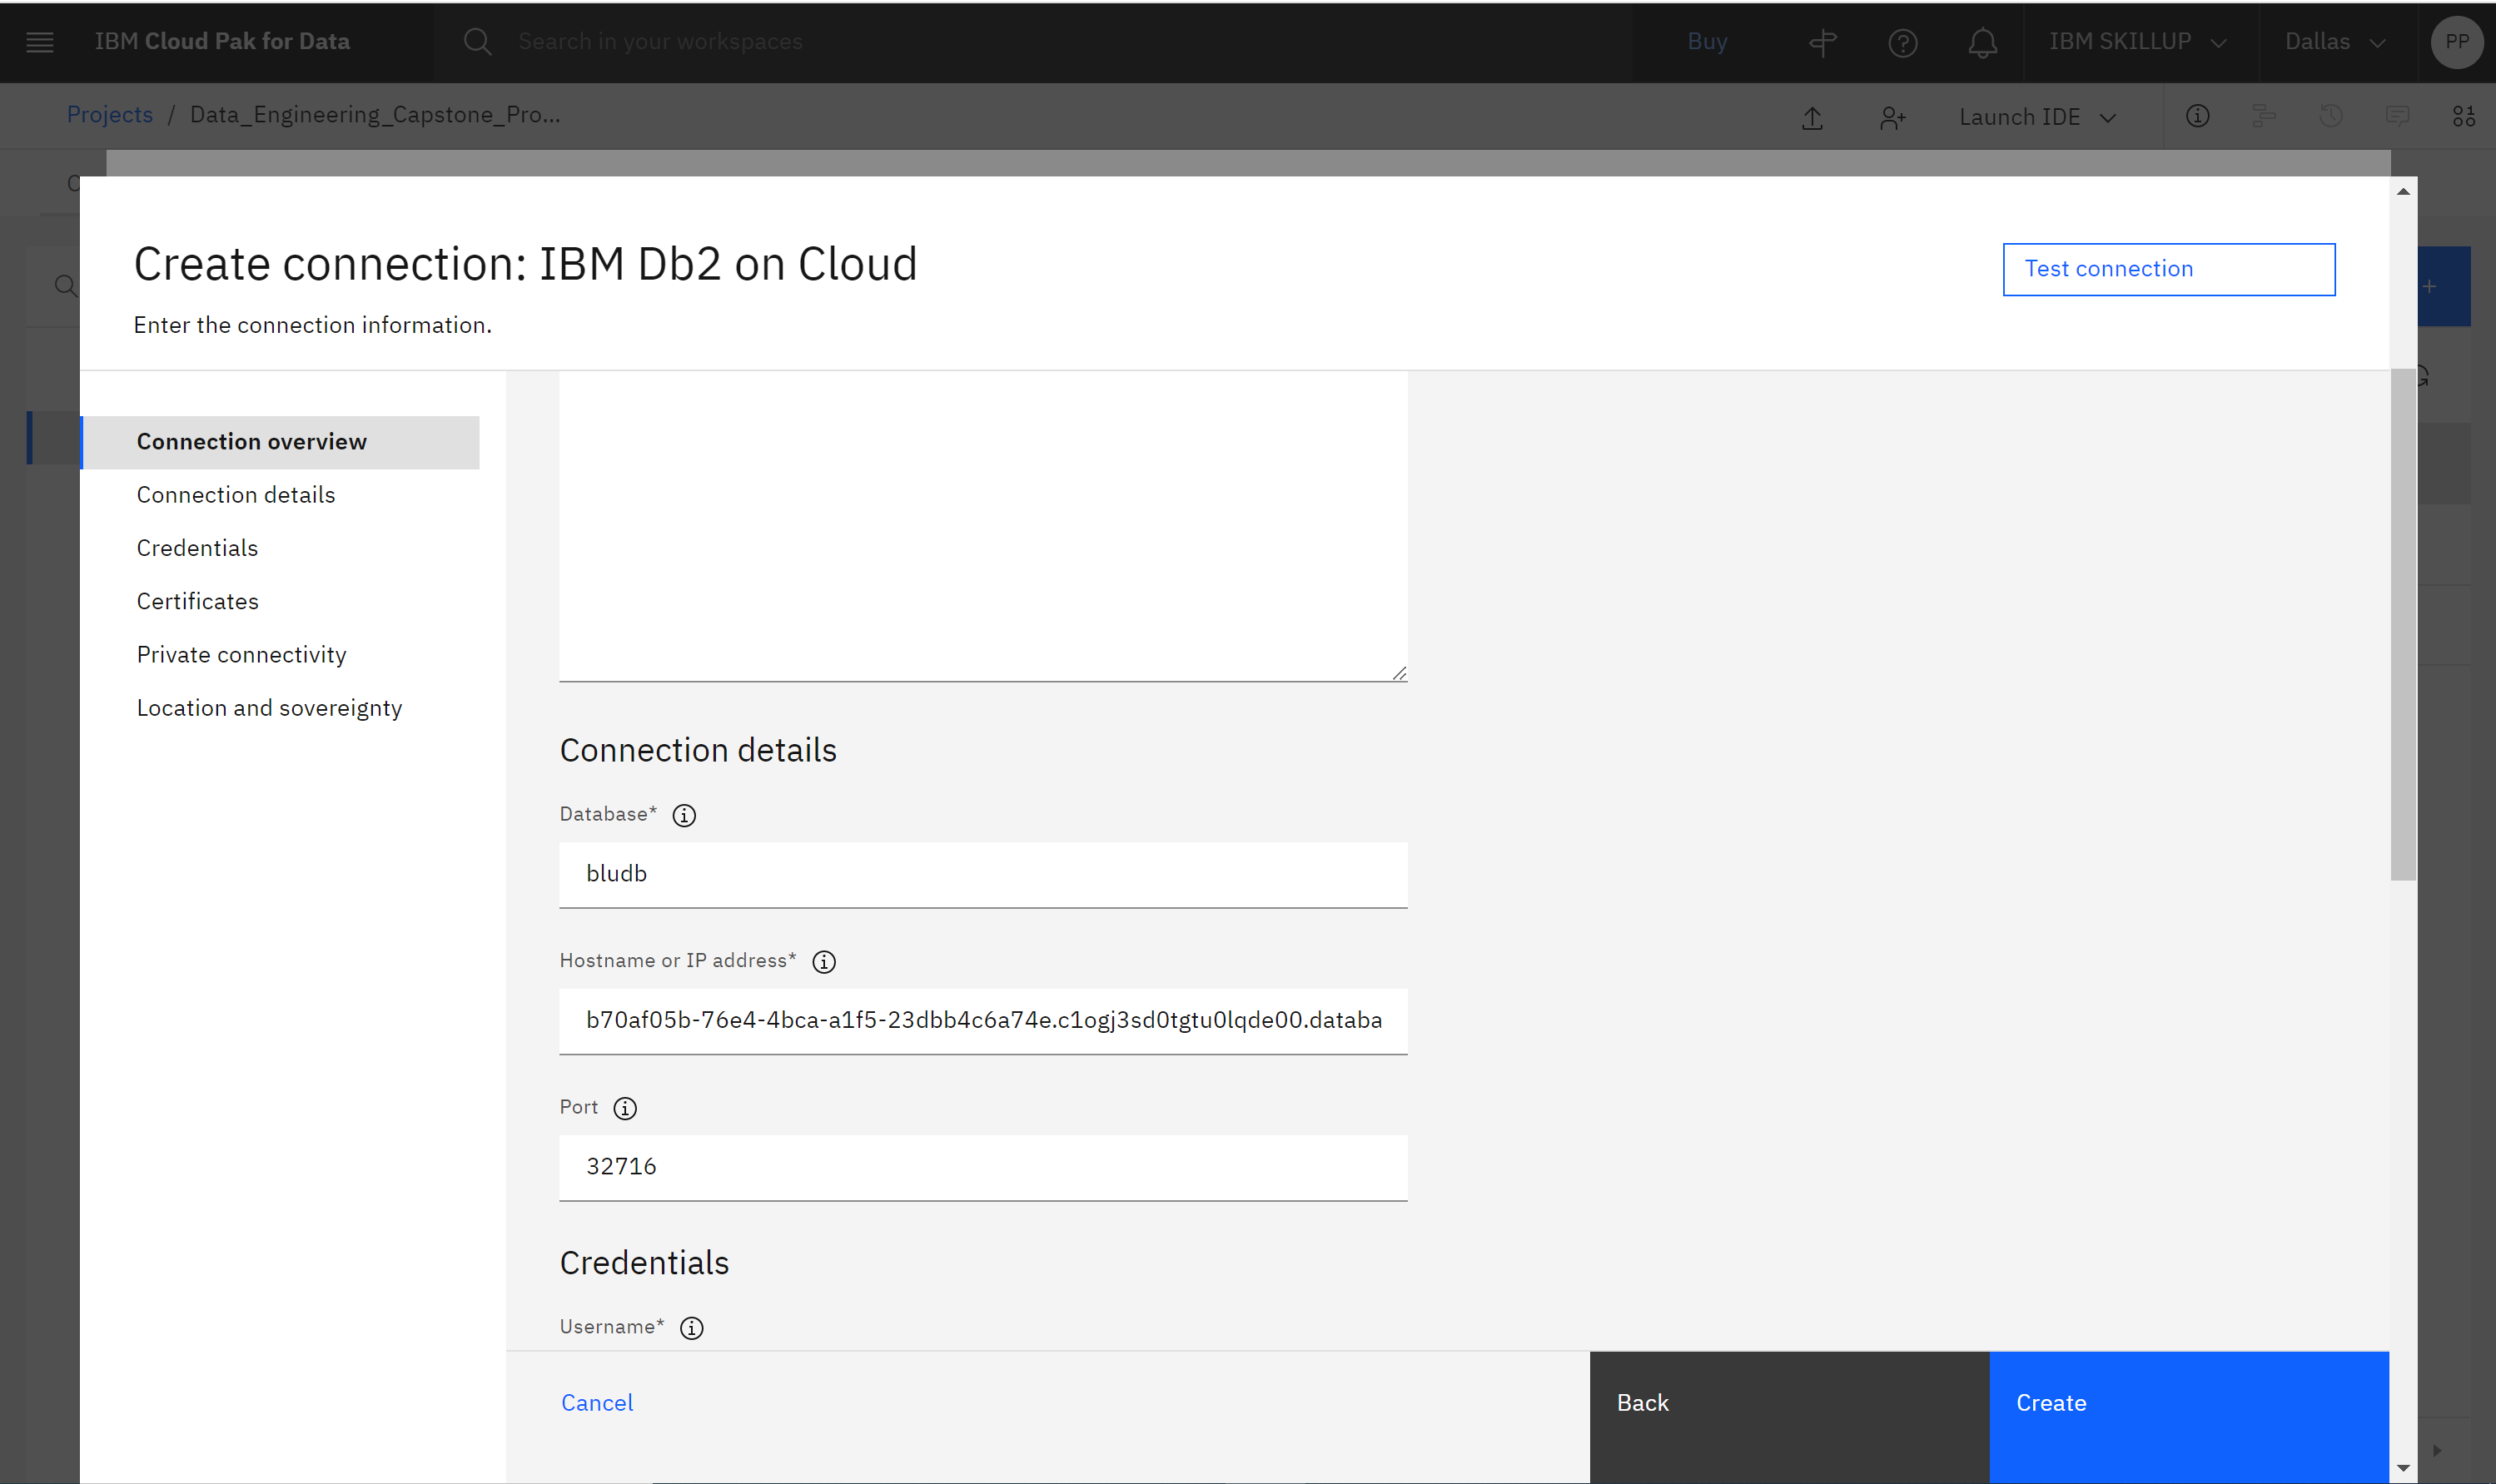 IBM Cloud Pak for Data
Search in your workspaces
Buy
IBM SKILLUP
Dallas
PP
Projects / Data_Engineering_Capstone_Pro...
Launch IDE
Create connection: IBM Db2 on Cloud
Test connection
Enter the connection information.
Connection overview
Connection details
Credentials
Certificates
Private connectivity
Location and sovereignty
Connection details
Database*
bludb
Hostname or IP address*
b70af05b-76e4-4bca-a1f5-23dbb4c6a74e.c1ogj3sd0tgtu0lqde00.databa
Port
32716
Credentials
Username*
Cancel
Back
Create